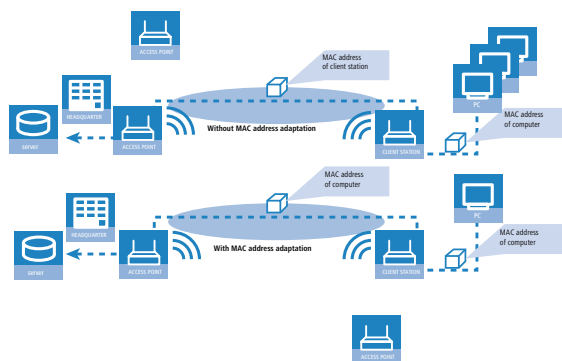 ACCESS POINT
MAC address
of client station
PC
HEADQUARTER
MAC address
of computer
Without MAC address adaptation
server
ACCESS POINT
CLIENT STATION
MAC address
of computer
PC
HEADQUARTER
MAC address
of computer
With MAC address adaptation
server
ACCESS POINT
CLIENT STATION
ACCESS POINT